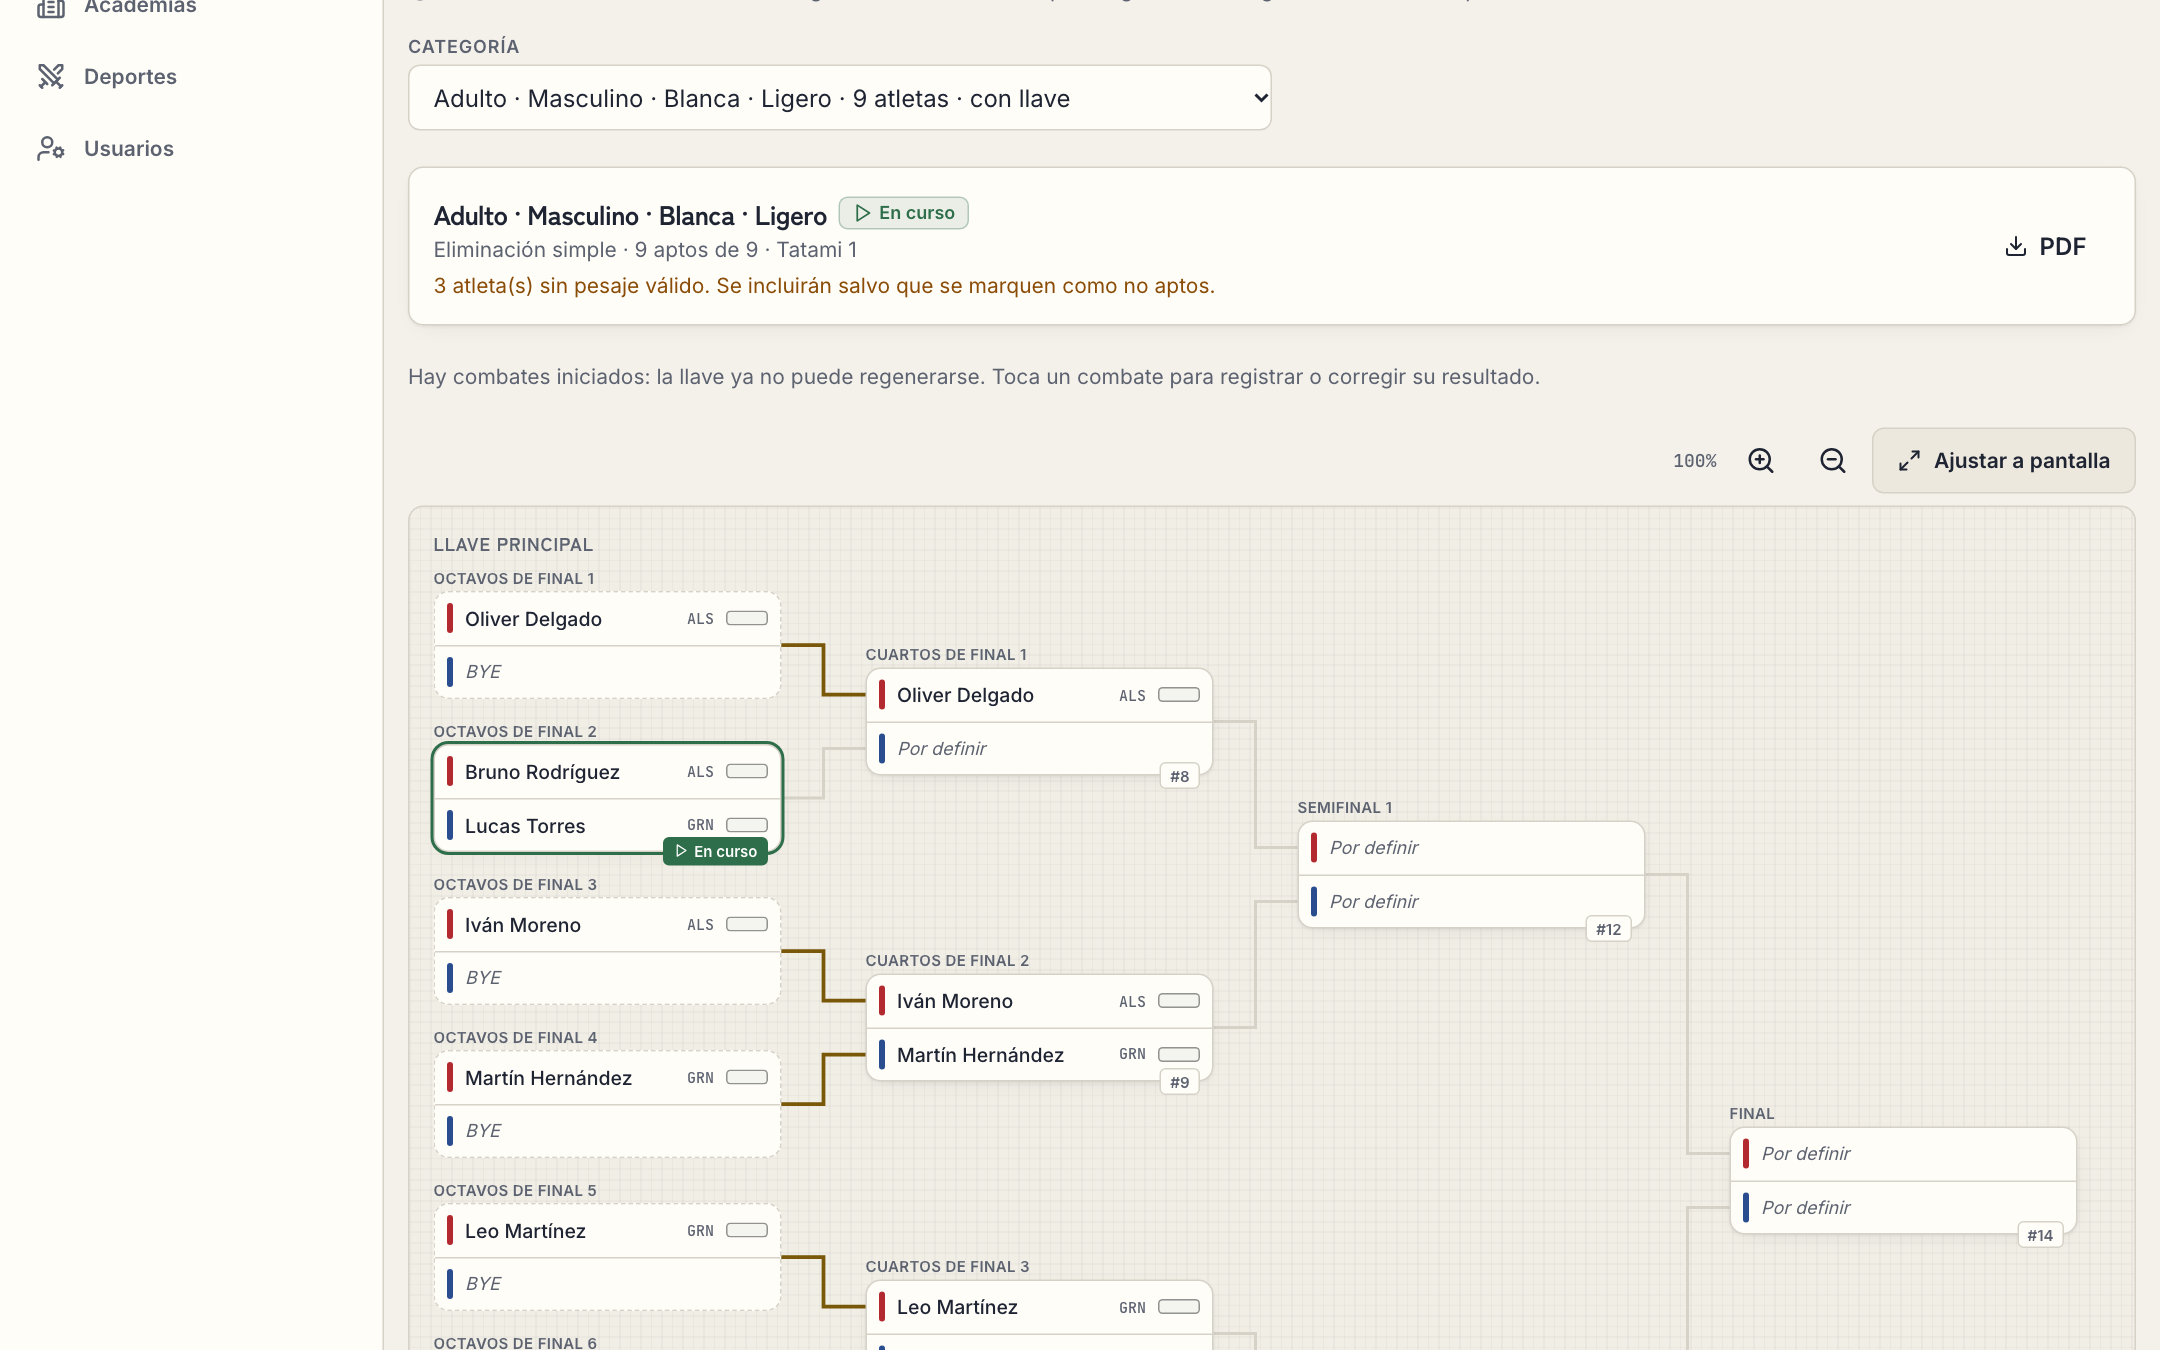 Academias
Deportes
Usuarios
CATEGORÍA
Adulto · Masculino · Blanca · Ligero · 9 atletas · con llave
Adulto · Masculino · Blanca · Ligero
En curso
Eliminación simple · 9 aptos de 9 · Tatami 1
3 atleta(s) sin pesaje válido. Se incluirán salvo que se marquen como no aptos.
PDF
Hay combates iniciados: la llave ya no puede regenerarse. Toca un combate para registrar o corregir su resultado.
100%
Ajustar a pantalla
LLAVE PRINCIPAL
OCTAVOS DE FINAL 1
Oliver Delgado ALS
BYE
OCTAVOS DE FINAL 2
Bruno Rodríguez ALS
Lucas Torres GRN
En curso
OCTAVOS DE FINAL 3
Iván Moreno ALS
BYE
OCTAVOS DE FINAL 4
Martín Hernández GRN
BYE
OCTAVOS DE FINAL 5
Leo Martínez GRN
BYE
OCTAVOS DE FINAL 6
CUARTOS DE FINAL 1
Oliver Delgado ALS
Por definir
#8
CUARTOS DE FINAL 2
Iván Moreno ALS
Martín Hernández GRN
#9
CUARTOS DE FINAL 3
Leo Martínez GRN
SEMIFINAL 1
Por definir
Por definir
#12
FINAL
Por definir
Por definir
#14